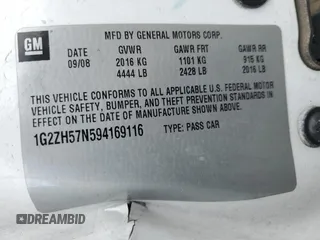 GM
MFD BY GENERAL MOTORS CORP.
DATE GVWR GAWR FRT GAWR RR
09/08 2016 KG 1101 KG 915 KG
4444 LB 2428 LB 2016 LB
THIS VEHICLE CONFORMS TO ALL APPLICABLE U.S. FEDERAL MOTOR
VEHICLE SAFETY, BUMPER, AND THEFT PREVENTION STANDARDS
IN EFFECT ON THE DATE OF MANUFACTURE SHOWN ABOVE.
1G2ZH57N594169116 TYPE: PASS CAR
DREAMBID